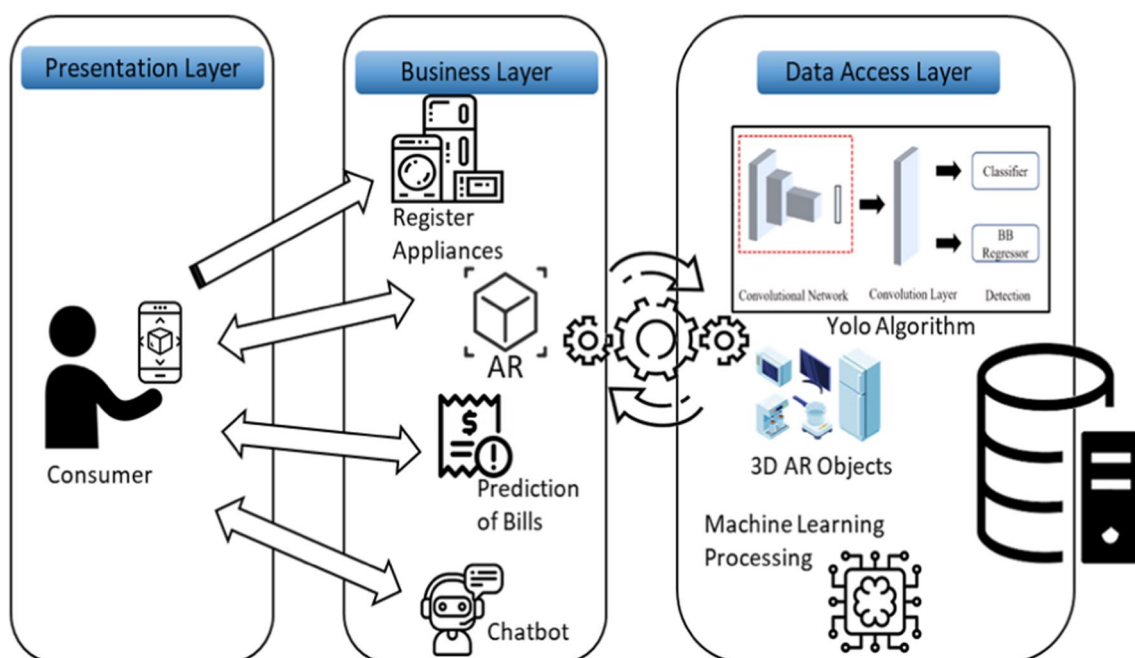 Presentation Layer
Business Layer
Data Access Layer
Register
Appliances
AR
Consumer
$
Prediction
of Bills
Chatbot
Classifier
BB
Regressor
Convolutional Network
Convolution Layer
Detection
Yolo Algorithm
3D AR Objects
Machine Learning
Processing